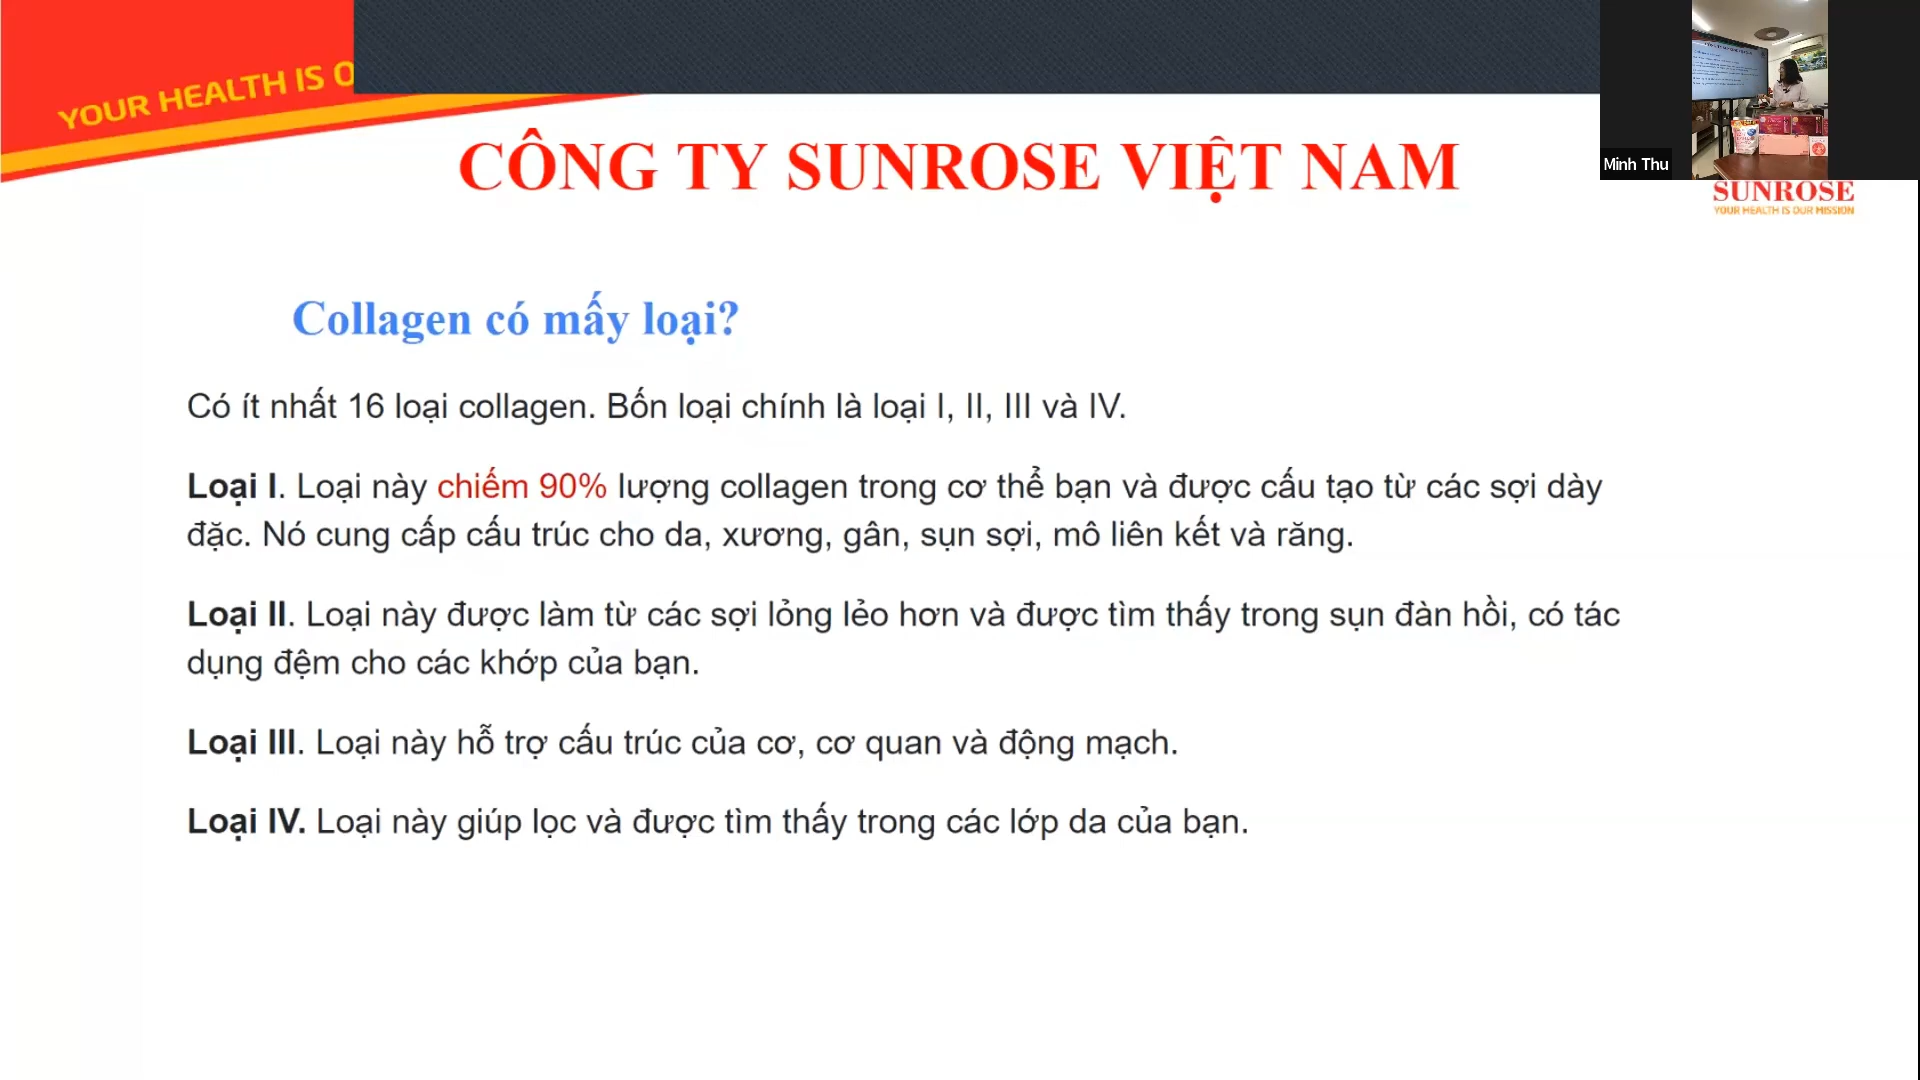 YOUR HEALTH IS O
CÔNG TY SUNROSE VIỆT NAM
Minh Thu
SUNROSE
YOUR HEALTH IS OUR MISSION
Collagen có mấy loại?
Có ít nhất 16 loại collagen. Bốn loại chính là loại I, II, III và IV.
Loại I. Loại này chiếm 90% lượng collagen trong cơ thể bạn và được cấu tạo từ các sợi dày
đặc. Nó cung cấp cấu trúc cho da, xương, gân, sụn sợi, mô liên kết và răng.
Loại II. Loại này được làm từ các sợi lỏng lẻo hơn và được tìm thấy trong sụn đàn hồi, có tác
dụng đệm cho các khớp của bạn.
Loại III. Loại này hỗ trợ cấu trúc của cơ, cơ quan và động mạch.
Loại IV. Loại này giúp lọc và được tìm thấy trong các lớp da của bạn.